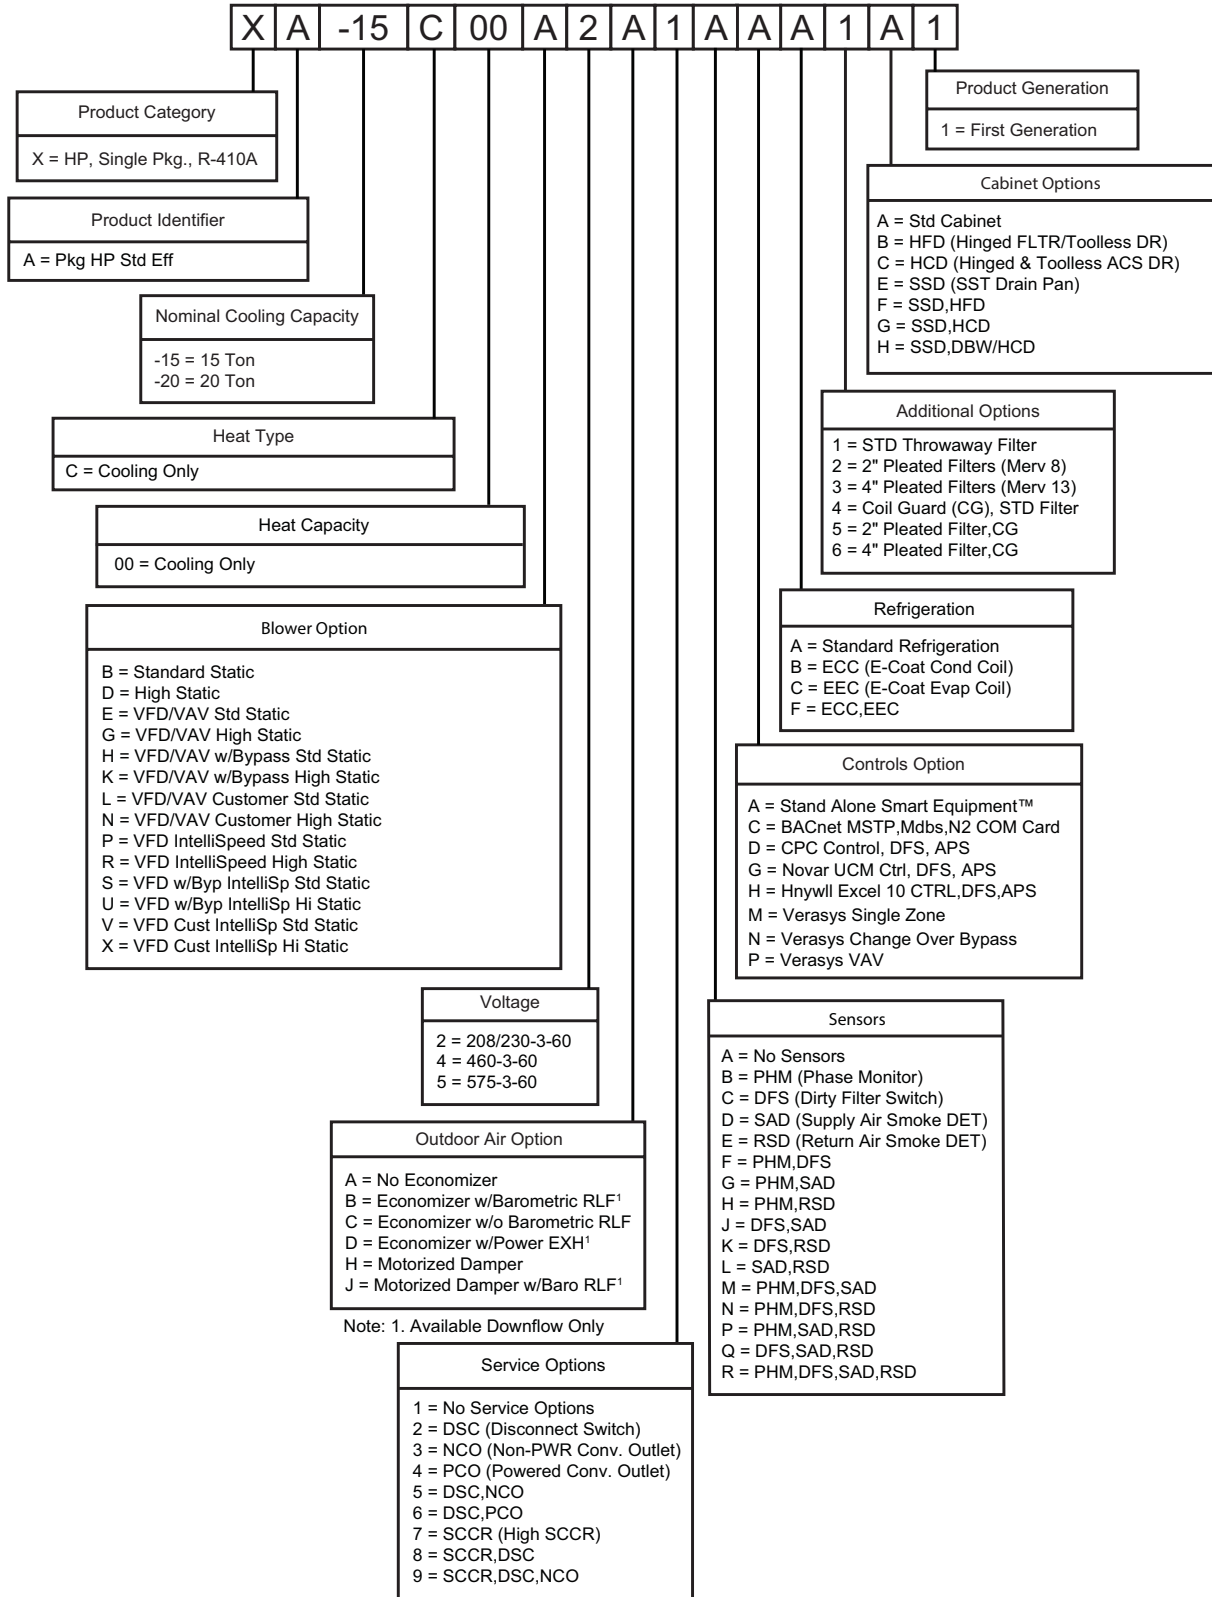 X A -15 C 00 A 2 A 1 A A A 1 A 1
Product Category
X = HP, Single Pkg., R-410A
Product Identifier
A = Pkg HP Std Eff
Nominal Cooling Capacity
-15 = 15 Ton
-20 = 20 Ton
Heat Type
C = Cooling Only
Heat Capacity
00 = Cooling Only
Blower Option
B = Standard Static
D = High Static
E = VFD/VAV Std Static
G = VFD/VAV High Static
H = VFD/VAV w/Bypass Std Static
K = VFD/VAV w/Bypass High Static
L = VFD/VAV Customer Std Static
N = VFD/VAV Customer High Static
P = VFD IntelliSpeed Std Static
R = VFD IntelliSpeed High Static
S = VFD w/Byp IntelliSp Std Static
U = VFD w/Byp IntelliSp Hi Static
V = VFD Cust IntelliSp Std Static
X = VFD Cust IntelliSp Hi Static
Voltage
2 = 208/230-3-60
4 = 460-3-60
5 = 575-3-60
Outdoor Air Option
A = No Economizer
B = Economizer w/Barometric RLF¹
C = Economizer w/o Barometric RLF
D = Economizer w/Power EXH¹
H = Motorized Damper
J = Motorized Damper w/Baro RLF¹
Note: 1. Available Downflow Only
Service Options
1 = No Service Options
2 = DSC (Disconnect Switch)
3 = NCO (Non-PWR Conv. Outlet)
4 = PCO (Powered Conv. Outlet)
5 = DSC,NCO
6 = DSC,PCO
7 = SCCR (High SCCR)
8 = SCCR,DSC
9 = SCCR,DSC,NCO
Product Generation
1 = First Generation
Cabinet Options
A = Std Cabinet
B = HFD (Hinged FLTR/Toolless DR)
C = HCD (Hinged & Toolless ACS DR)
E = SSD (SST Drain Pan)
F = SSD,HFD
G = SSD,HCD
H = SSD,DBW/HCD
Additional Options
1 = STD Throwaway Filter
2 = 2" Pleated Filters (Merv 8)
3 = 4" Pleated Filters (Merv 13)
4 = Coil Guard (CG), STD Filter
5 = 2" Pleated Filter,CG
6 = 4" Pleated Filter,CG
Refrigeration
A = Standard Refrigeration
B = ECC (E-Coat Cond Coil)
C = EEC (E-Coat Evap Coil)
F = ECC,EEC
Controls Option
A = Stand Alone Smart Equipment™
C = BACnet MSTP,Mdbs,N2 COM Card
D = CPC Control, DFS, APS
G = Novar UCM Ctrl, DFS, APS
H = Hnywll Excel 10 CTRL,DFS,APS
M = Verasys Single Zone
N = Verasys Change Over Bypass
P = Verasys VAV
Sensors
A = No Sensors
B = PHM (Phase Monitor)
C = DFS (Dirty Filter Switch)
D = SAD (Supply Air Smoke DET)
E = RSD (Return Air Smoke DET)
F = PHM,DFS
G = PHM,SAD
H = PHM,RSD
J = DFS,SAD
K = DFS,RSD
L = SAD,RSD
M = PHM,DFS,SAD
N = PHM,DFS,RSD
P = PHM,SAD,RSD
Q = DFS,SAD,RSD
R = PHM,DFS,SAD,RSD